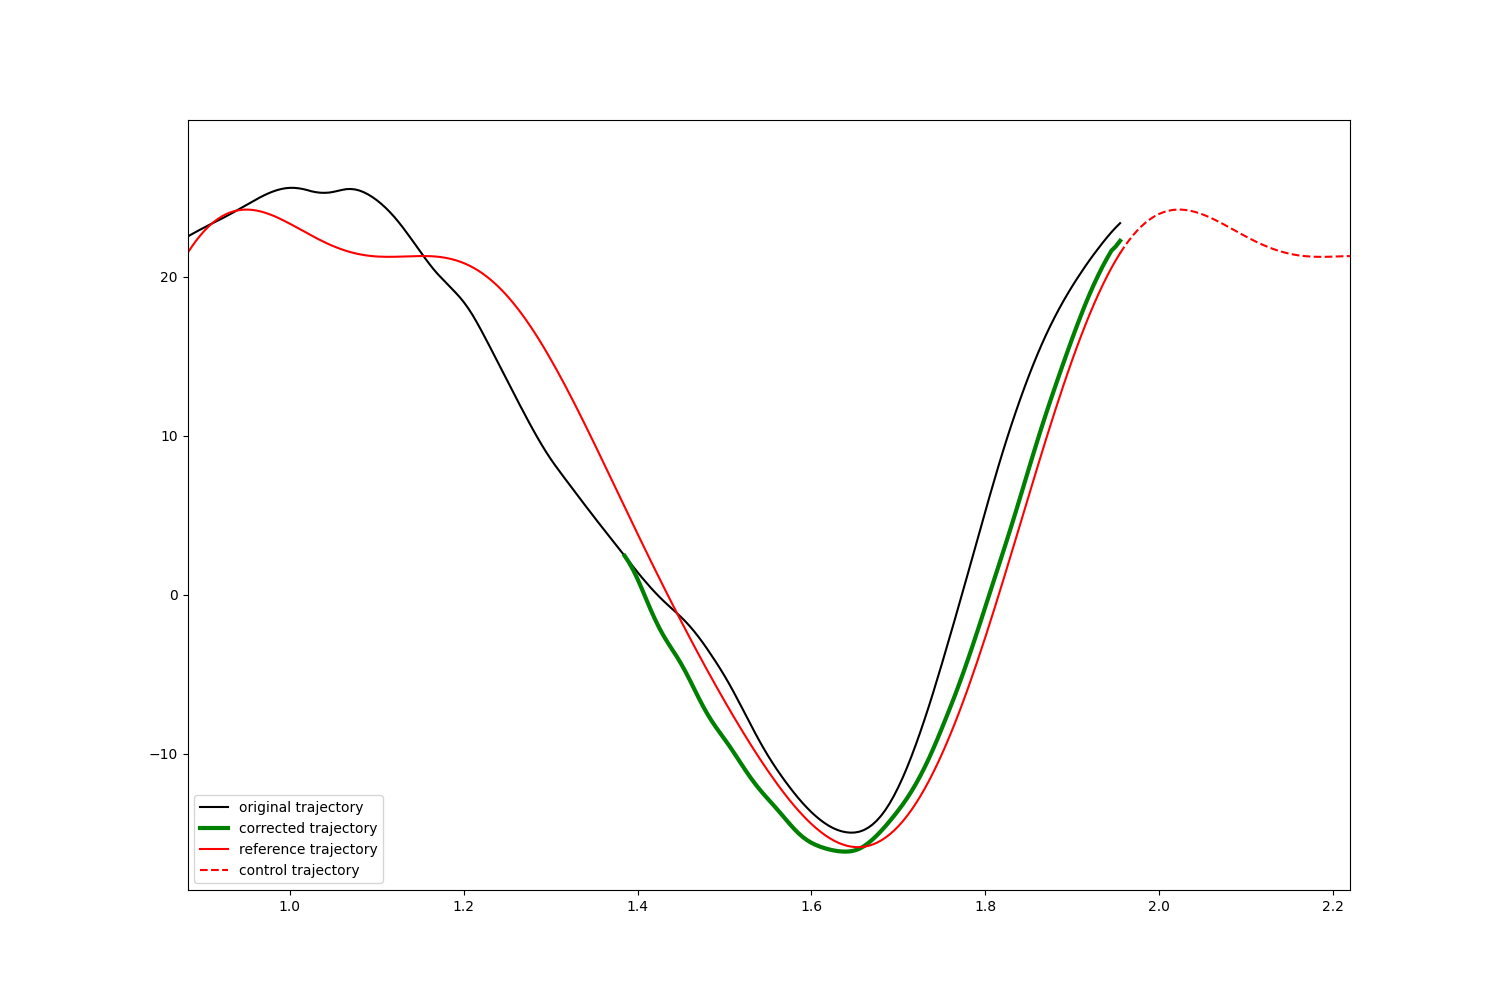 20
10
0
−10
original trajectory
corrected trajectory
reference trajectory
control trajectory
1.0 1.2 1.4 1.6 1.8 2.0 2.2